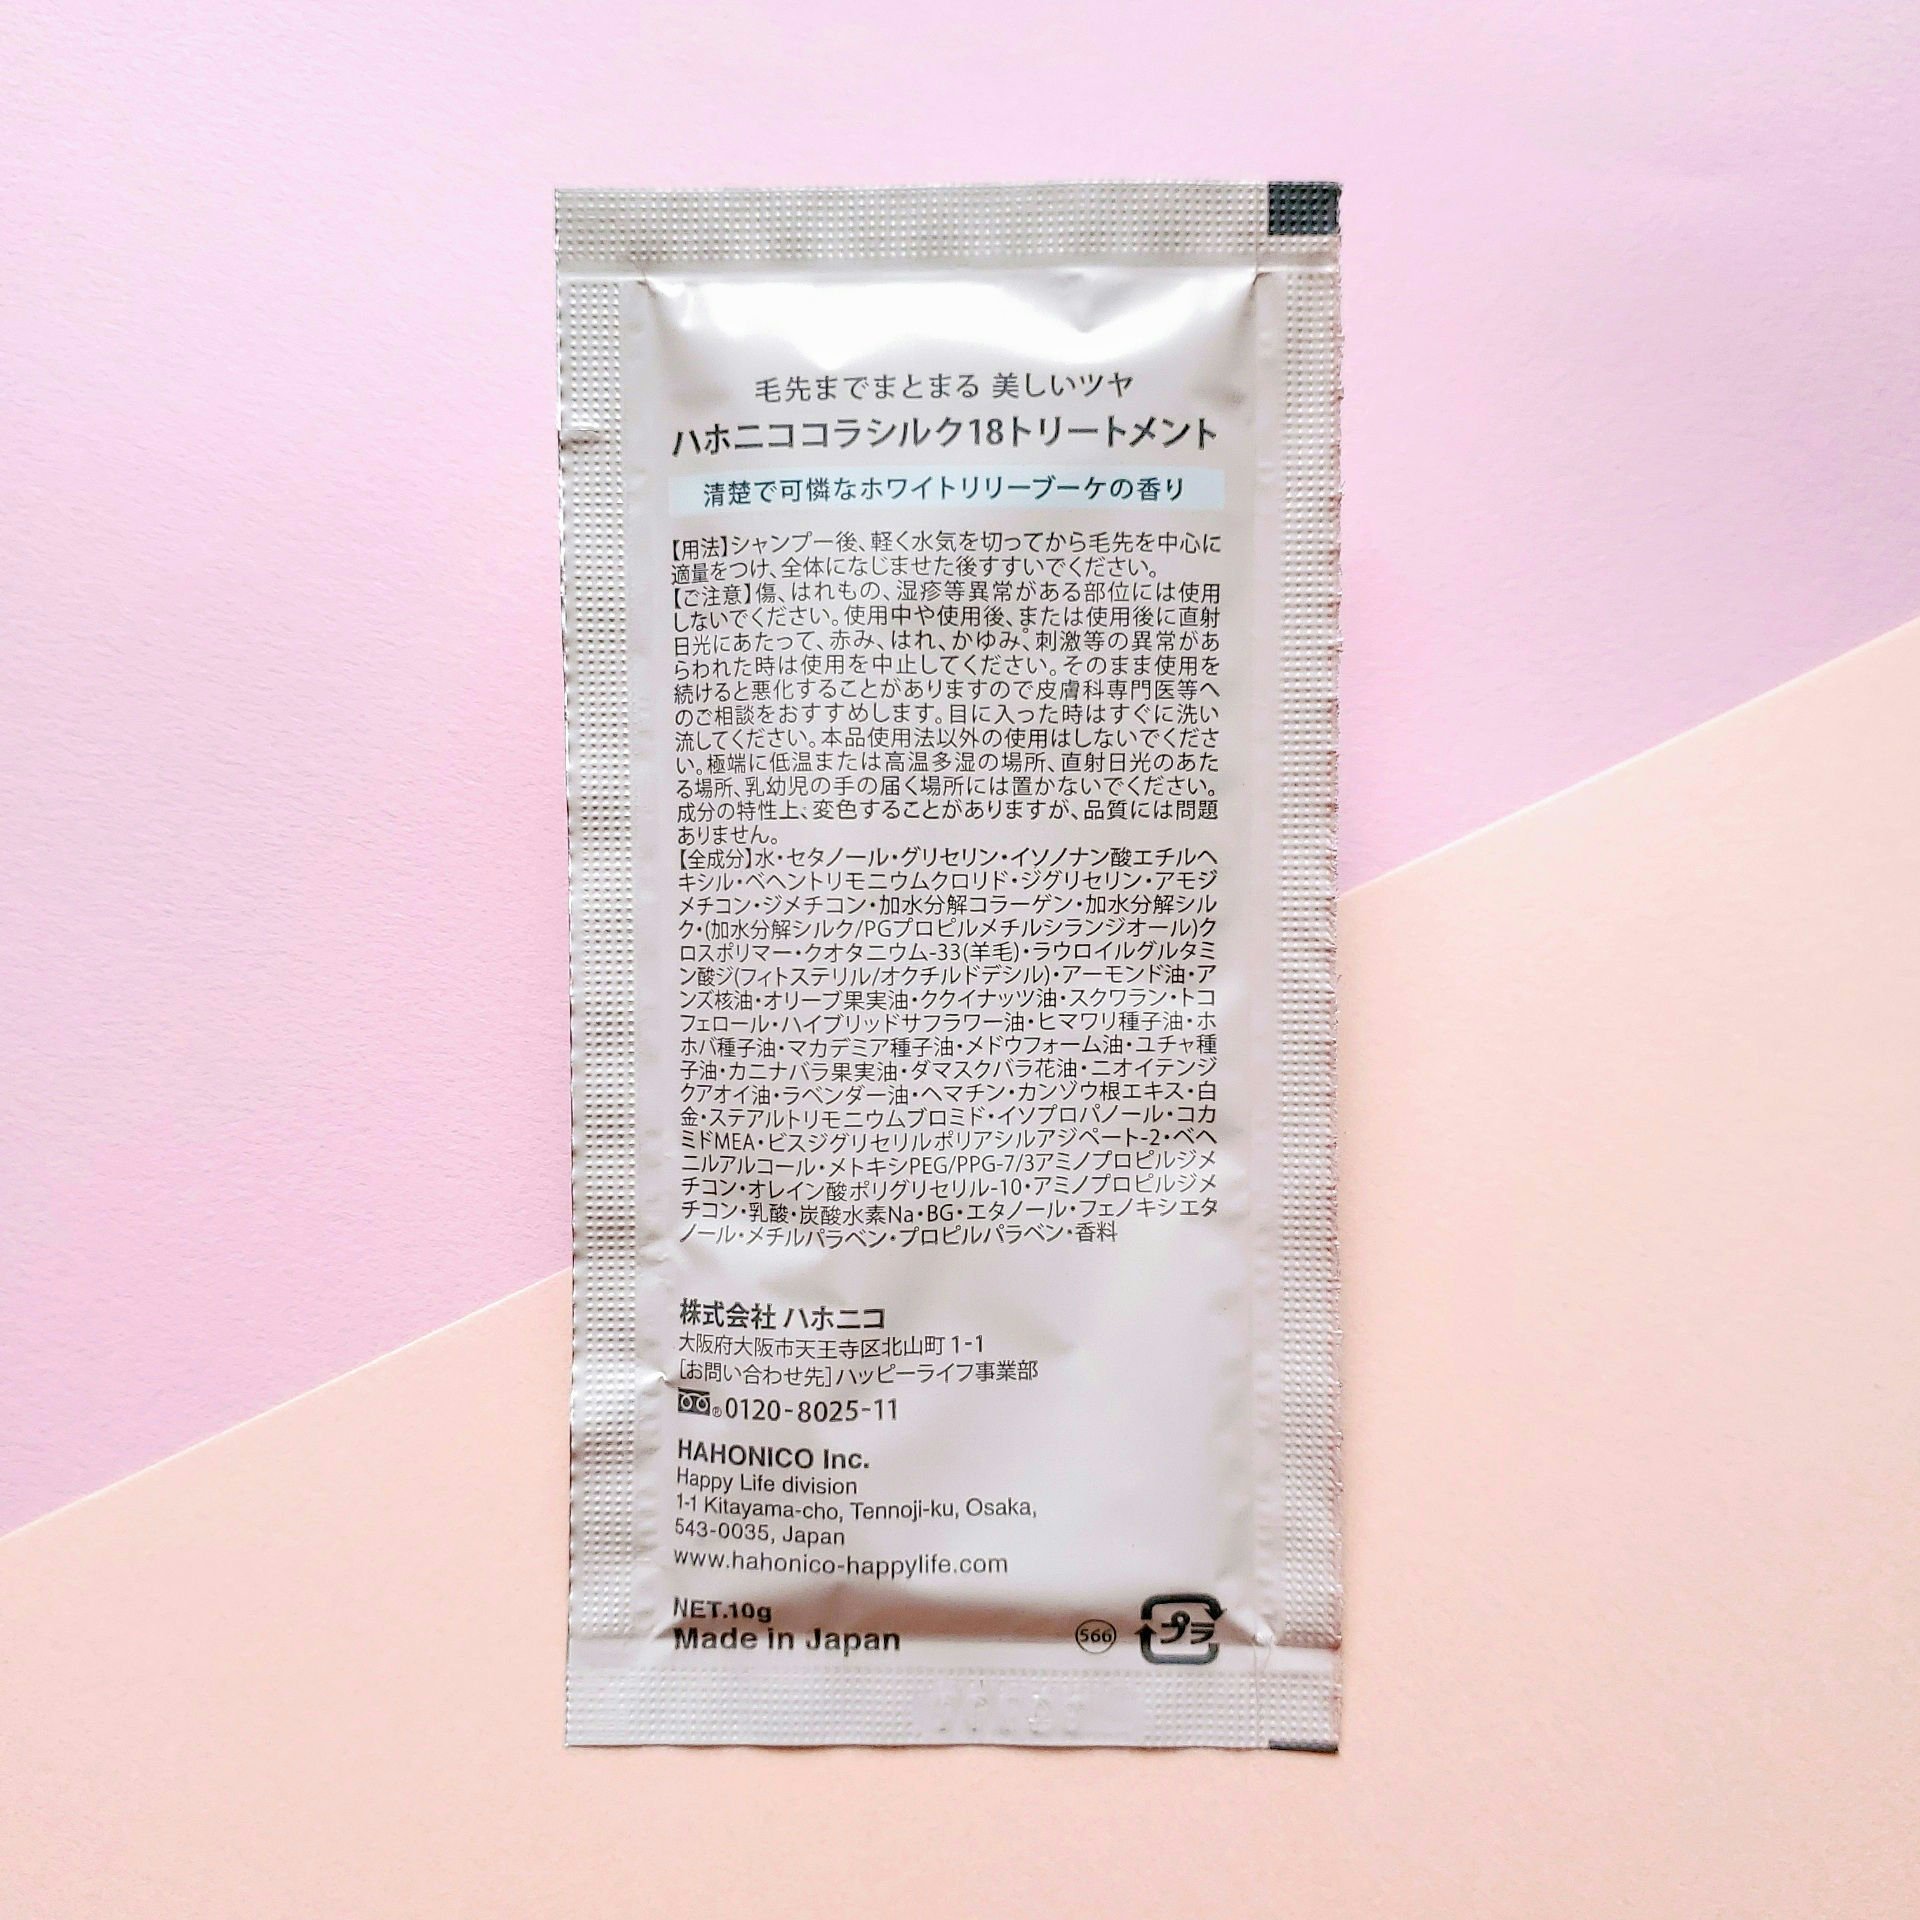 毛先までまとまる 美しいツヤ
ハホニココラシルク18トリートメント
清楚で可憐なホワイトリリーブーケの香り
【用法】シャンプー後、軽く水気を切ってから毛先を中心に
適量をつけ、全体になじませた後すすいでください。
【ご注意】傷、はれもの、湿疹等異常がある部位には使用
しないでください。使用中や使用後、または使用後に直射
日光にあたって、赤み、はれ、かゆみ、刺激等の異常があ
らわれた時は使用を中止してください。そのまま使用を
続けると悪化することがありますので皮膚科専門医等へ
のご相談をおすすめします。目に入った時はすぐに洗い
流してください。本品使用法以外の使用はしないでくださ
い。極端に低温または高温多湿の場所、直射日光のあた
る場所、乳幼児の手の届く場所には置かないでください。
成分の特性上、変色することがありますが、品質には問題
ありません。
【全成分】水・セタノール・グリセリン・イソノナン酸エチルヘ
キシル・ベヘントリモニウムクロリド・ジグリセリン・アモジ
メチコン・ジメチコン・加水分解コラーゲン・加水分解シル
ク・(加水分解シルク/PGプロピルメチルシランジオール)ク
ロスポリマー・クオタニウム-33(羊毛)・ラウロイルグルタミ
ン酸ジ(フィトステリル/オクチルドデシル)・アーモンド油・ア
ンズ核油・オリーブ果実油・ククイナッツ油・スクワラン・トコ
フェロール・ハイブリッドサフラワー油・ヒマワリ種子油・ホ
ホバ種子油・マカデミア種子油・メドウフォーム油・ユチャ種
子油・カニナバラ果実油・ダマスクバラ花油・ニオイテンジ
クアオイ油・ラベンダー油・ヘマチン・カンゾウ根エキス・白
金・ステアルトリモニウムブロミド・イソプロパノール・コカ
ミドMEA・ビスジグリセリルポリアシルアジペート-2・ベヘ
ニルアルコール・メトキシPEG/PPG-7/3アミノプロピルジメ
チコン・オレイン酸ポリグリセリル-10・アミノプロピルジメ
チコン・乳酸・炭酸水素Na・BG・エタノール・フェノキシエタ
ノール・メチルパラベン・プロピルパラベン・香料
株式会社 ハホニコ
大阪府大阪市天王寺区北山町 1-1
[お問い合わせ先]ハッピーライフ事業部
®0120-8025-11
HAHONICO Inc.
Happy Life division
1-1 Kitayama-cho, Tennoji-ku, Osaka,
543-0035, Japan
www.hahonico-happylife.com
NET.10g
Made in Japan
566 プラ